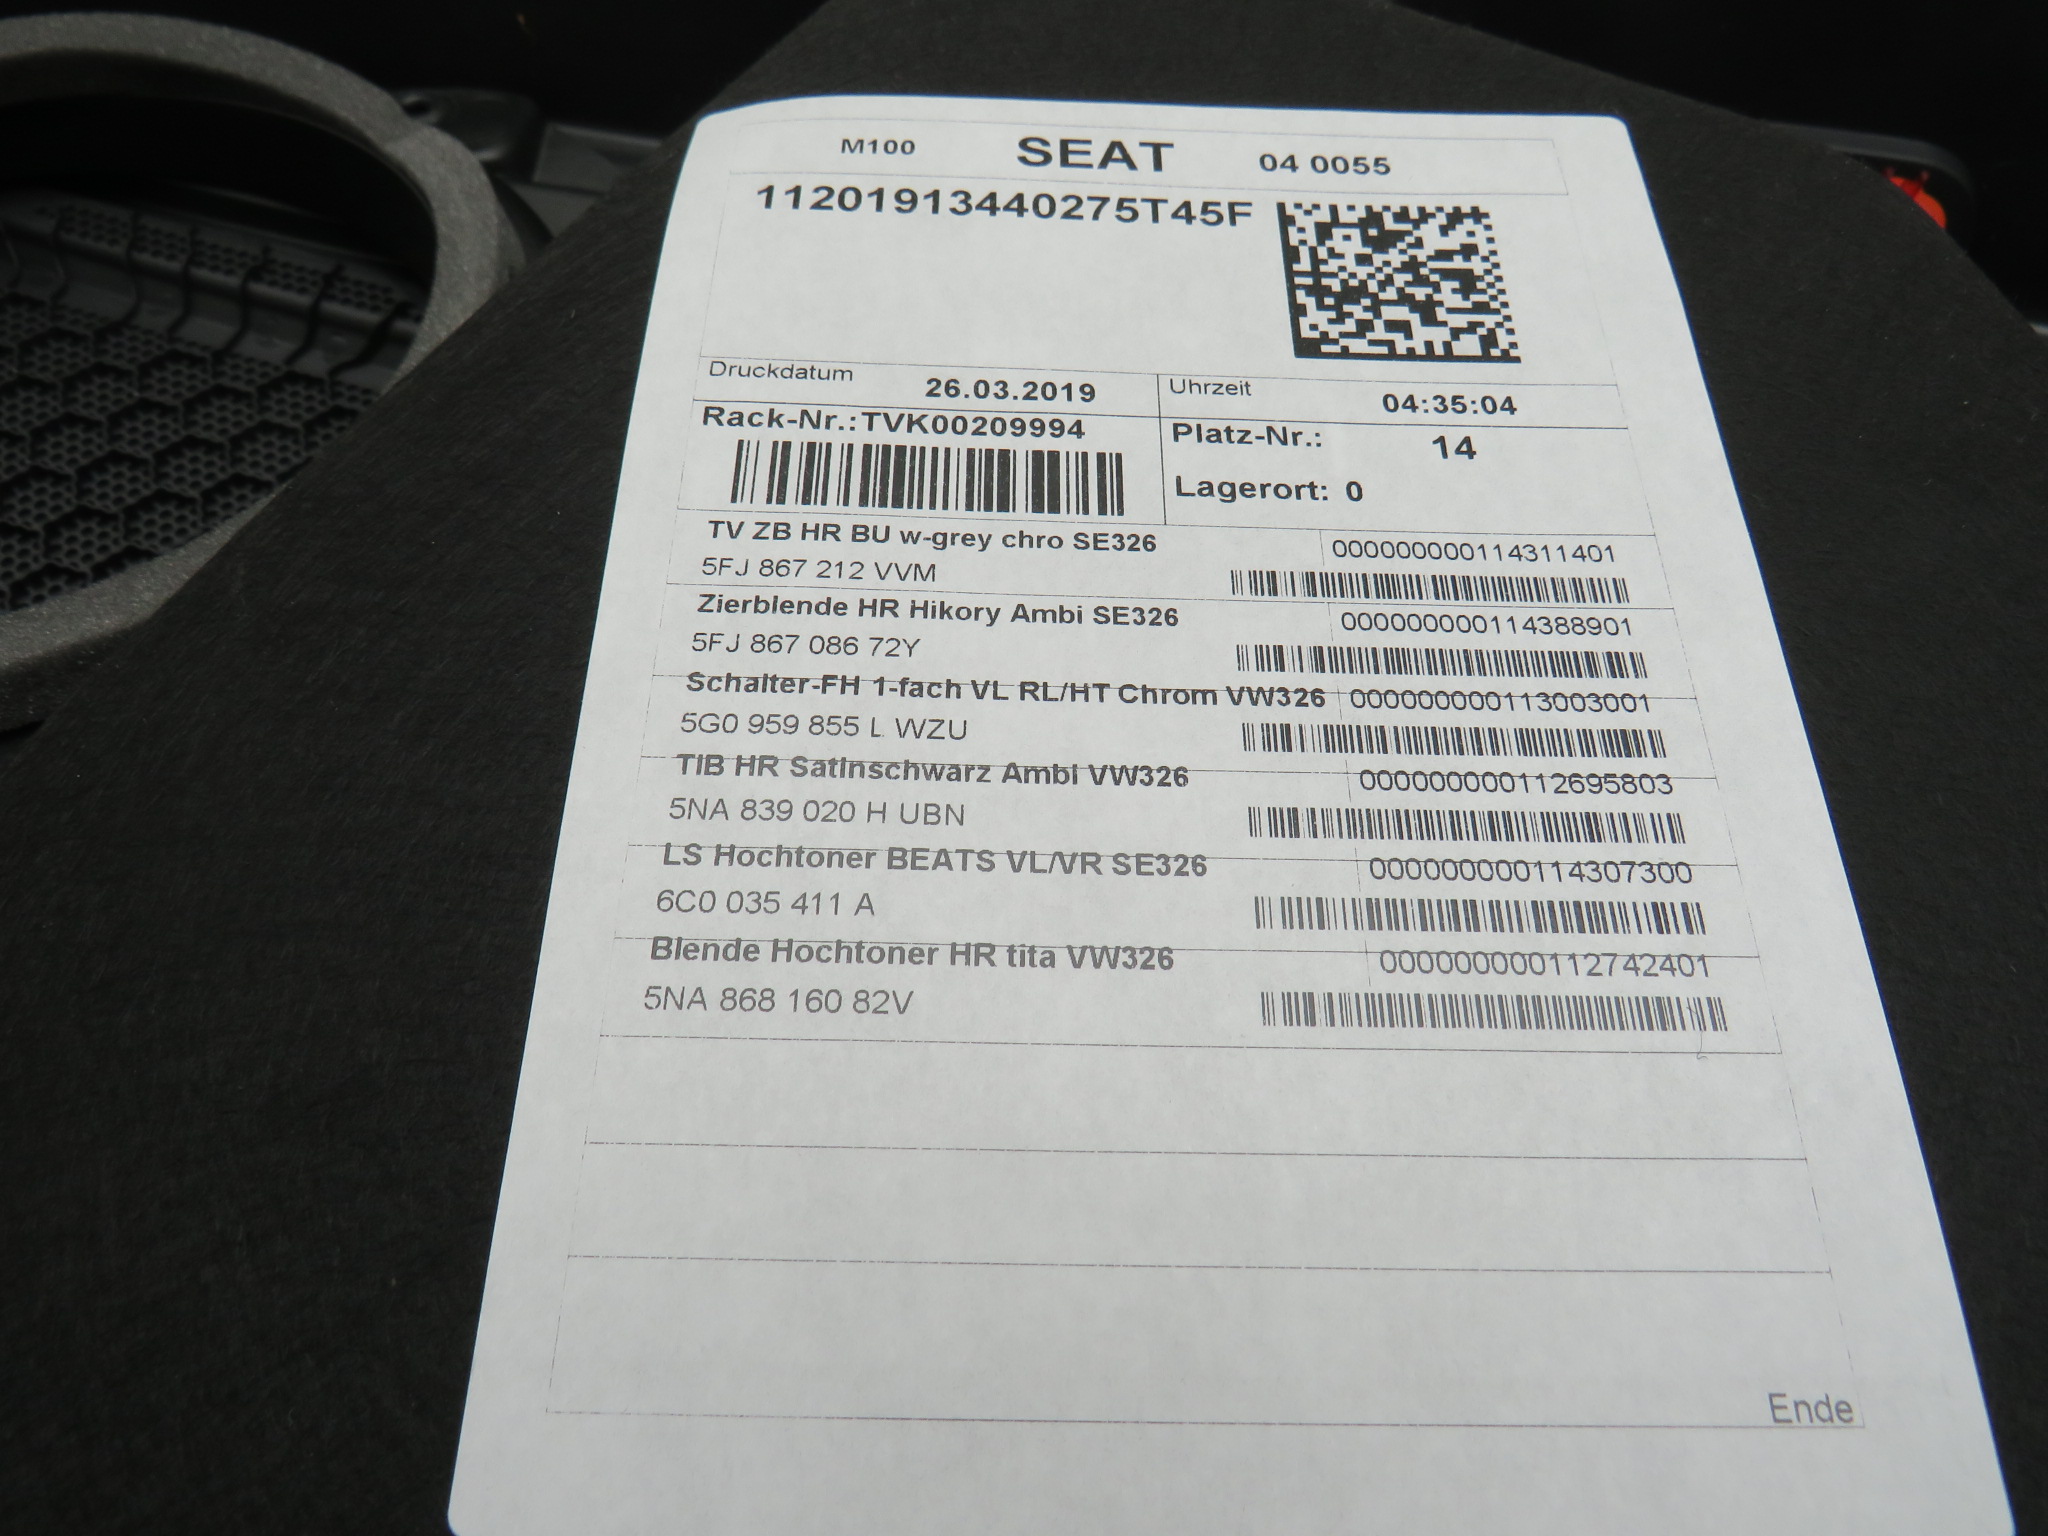 M100 SEAT 04 0055
11201913440275T45F
Druckdatum 26.03.2019 Uhrzeit 04:35:04
Rack-Nr.:TVK00209994 Platz-Nr.: 14
Lagerort: 0
TV ZB HR BU w-grey chro SE326 000000000114311401
5FJ 867 212 VVM
Zierblende HR Hikory Ambi SE326 000000000114388901
5FJ 867 086 72Y
Schalter-FH 1-fach VL RL/HT Chrom VW326 000000000113003001
5G0 959 855 L WZU
TIB HR Satinschwarz Ambi VW326 000000000112695803
5NA 839 020 H UBN
LS Hochtoner BEATS VL/VR SE326 000000000114307300
6C0 035 411 A
Blende Hochtoner HR tita VW326 000000000112742401
5NA 868 160 82V
Ende